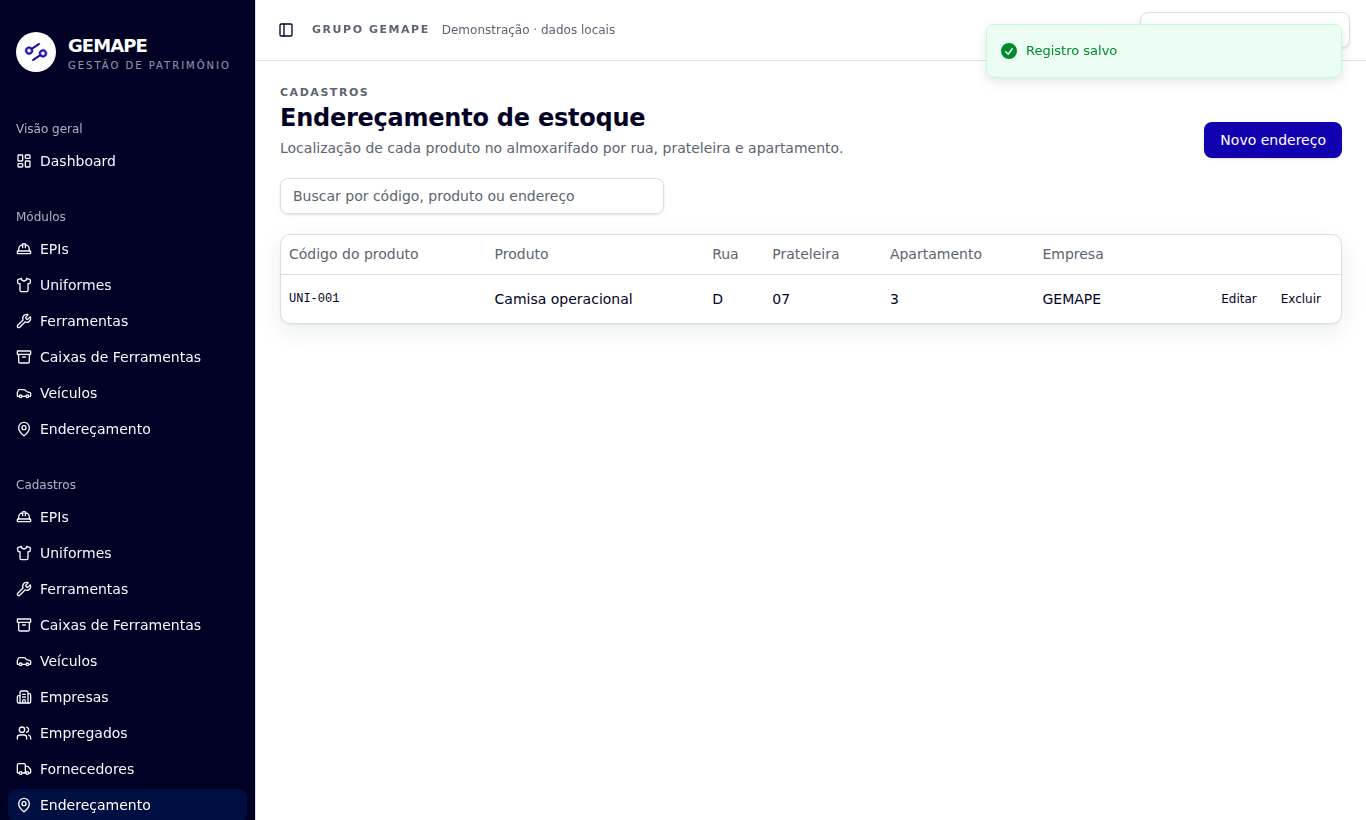 GEMAPE
GESTÃO DE PATRIMÔNIO
Visão geral
Dashboard
Módulos
EPIs
Uniformes
Ferramentas
Caixas de Ferramentas
Veículos
Endereçamento
Cadastros
EPIs
Uniformes
Ferramentas
Caixas de Ferramentas
Veículos
Empresas
Empregados
Fornecedores
Endereçamento
GRUPO GEMAPE Demonstração · dados locais
Registro salvo
CADASTROS
Endereçamento de estoque
Localização de cada produto no almoxarifado por rua, prateleira e apartamento.
Novo endereço
Buscar por código, produto ou endereço
Código do produto Produto Rua Prateleira Apartamento Empresa
UNI-001 Camisa operacional D 07 3 GEMAPE Editar Excluir